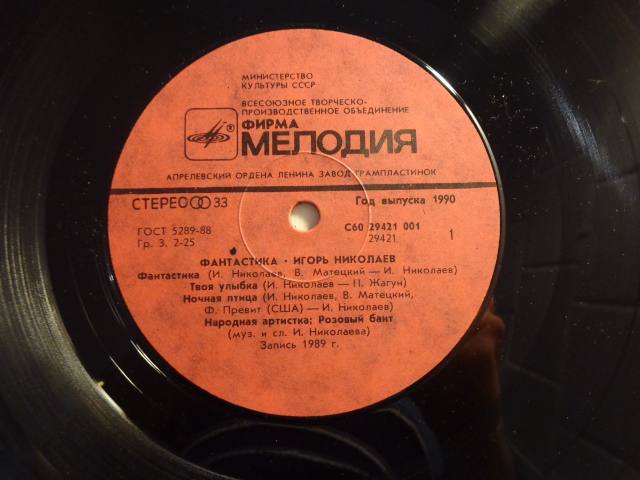 МИНИСТЕРСТВО
КУЛЬТУРЫ СССР
ВСЕСОЮЗНОЕ ТВОРЧЕСКО-
ПРОИЗВОДСТВЕННОЕ ОБЪЕДИНЕНИЕ
ФИРМА
МЕЛОДИЯ
АПРЕЛЕВСКИЙ ОРДЕНА ЛЕНИНА ЗАВОД ГРАМПЛАСТИНОК
СТЕРЕО 33 Год выпуска 1990
ГОСТ 5289-88 С60 29421 001
Гр. 3. 2-25 29421 1
ФАНТАСТИКА · ИГОРЬ НИКОЛАЕВ
Фантастика (И. Николаев, В. Матецкий — И. Николаев)
Твоя улыбка (И. Николаев — П. Жагун)
Ночная птица (И. Николаев, В. Матецкий,
Ф. Превит (США) — И. Николаев)
Народная артистка; Розовый бант
(муз. и сл. И. Николаева)
Запись 1989 г.